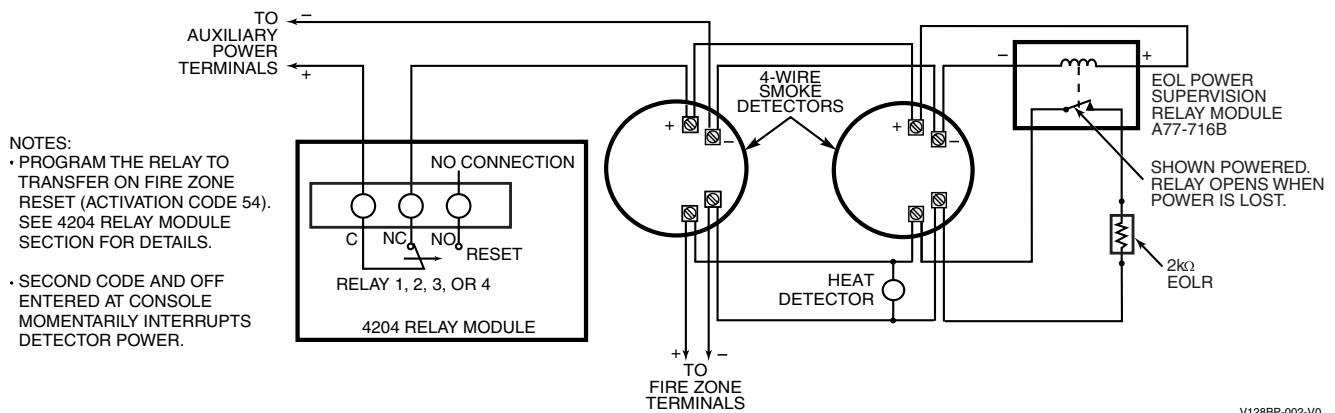 TO
AUXILIARY
POWER
TERMINALS
–
+
NOTES:
• PROGRAM THE RELAY TO
TRANSFER ON FIRE ZONE
RESET (ACTIVATION CODE 54).
SEE 4204 RELAY MODULE
SECTION FOR DETAILS.
• SECOND CODE AND OFF
ENTERED AT CONSOLE
MOMENTARILY INTERRUPTS
DETECTOR POWER.
NO CONNECTION
C
NC
NO
RESET
RELAY 1, 2, 3, OR 4
4204 RELAY MODULE
4-WIRE
SMOKE
DETECTORS
+
–
+
–
HEAT
DETECTOR
+
–
TO
FIRE ZONE
TERMINALS
–
+
EOL POWER
SUPERVISION
RELAY MODULE
A77-716B
SHOWN POWERED.
RELAY OPENS WHEN
POWER IS LOST.
2kΩ
EOLR
V128BP-002-V0